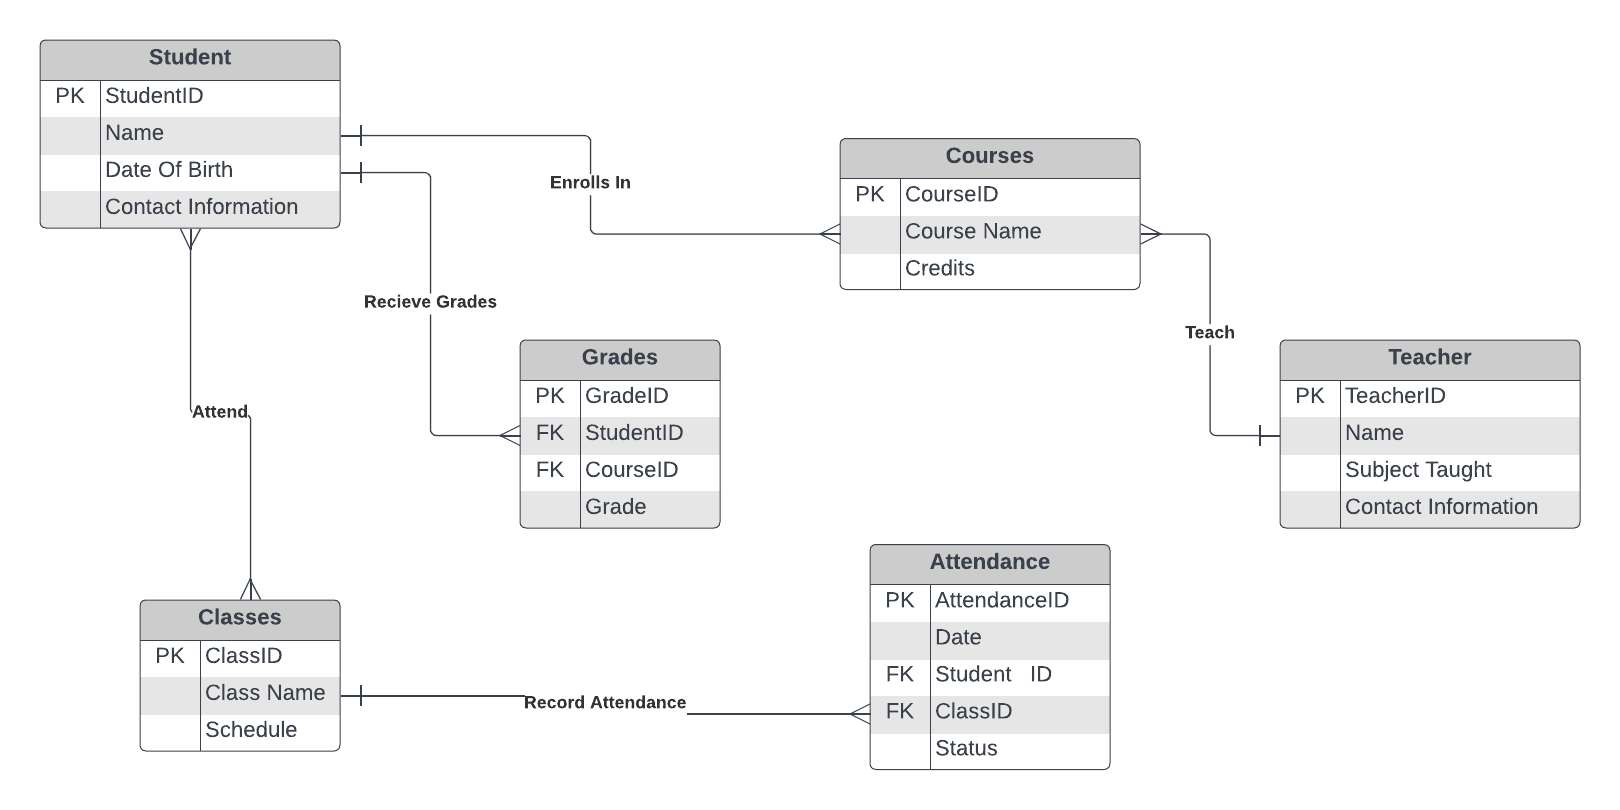 Student
PK StudentID
Name
Date Of Birth
Contact Information
Enrolls In
Courses
PK CourseID
Course Name
Credits
Recieve Grades
Teach
Grades
PK GradeID
FK StudentID
FK CourseID
Grade
Teacher
PK TeacherID
Name
Subject Taught
Contact Information
Attend
Classes
PK ClassID
Class Name
Schedule
Record Attendance
Attendance
PK AttendanceID
Date
FK Student ID
FK ClassID
Status